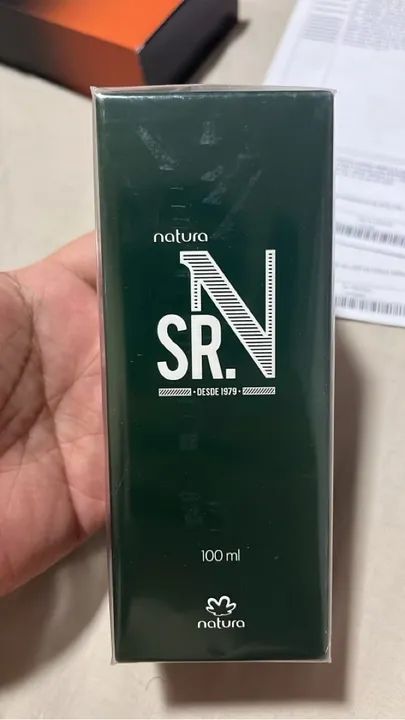 natura
SR. N
• DESDE 1979 •
100 ml
natura